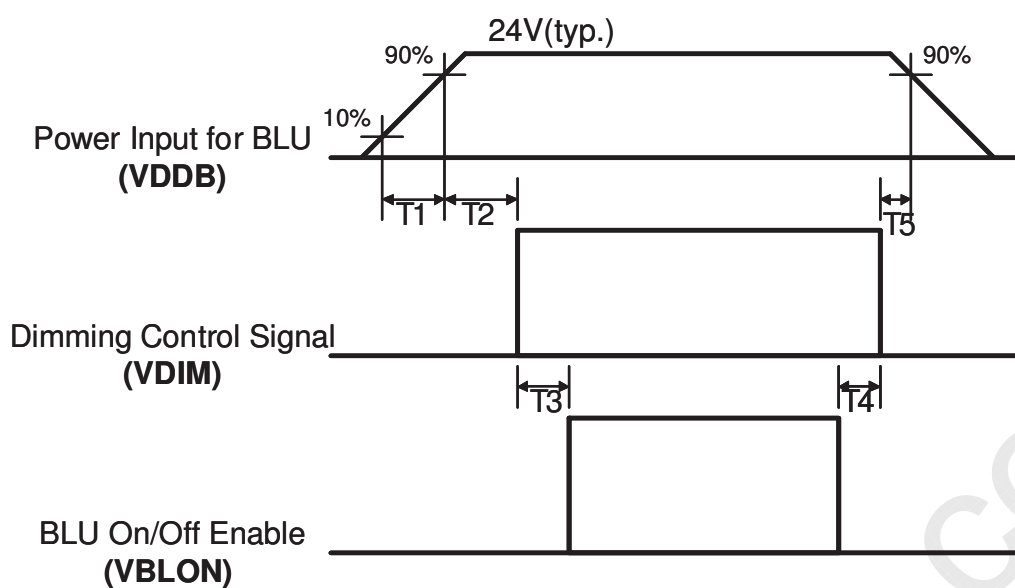 24V(typ.)
90%
90%
10%
Power Input for BLU
(VDDB)
T1
T2
T5
Dimming Control Signal
(VDIM)
T3
T4
BLU On/Off Enable
(VBLON)